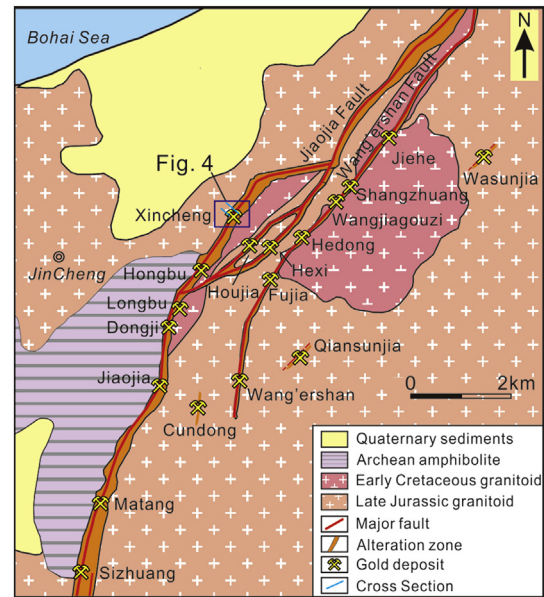 Bohai Sea
N
Jiaojia Fault
Wang'ershan Fault
Fig. 4
Jiehe
Wasunjia
Shangzhuang
Xincheng
Wangjiagouzi
Hedong
JinCheng
Hongbu
Hexi
Houjia
Fujia
Longbu
Dongji
Qiansunjia
Jiaojia
Wang'ershan
0 2km
Cundong
Quaternary sediments
Archean amphibolite
Early Cretaceous granitoid
Late Jurassic granitoid
Major fault
Alteration zone
Gold deposit
Cross Section
Matang
Sizhuang